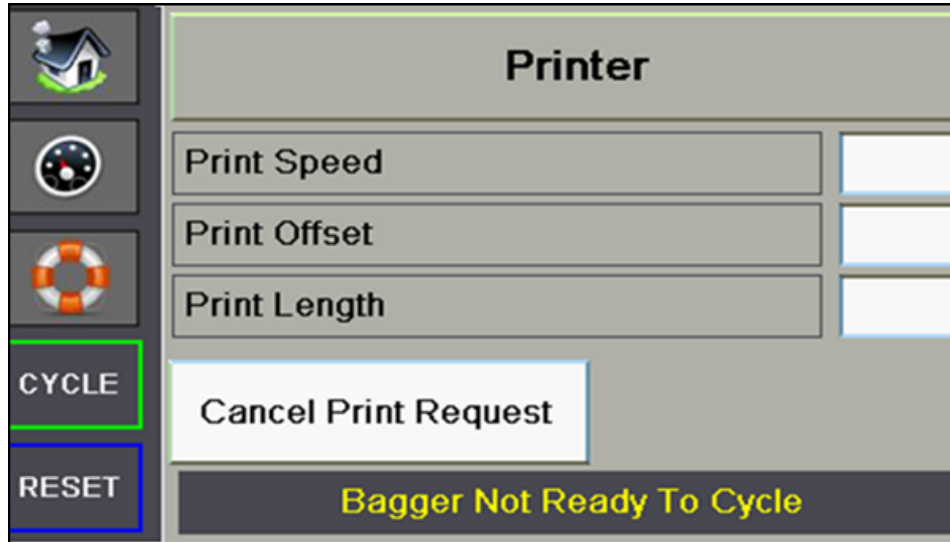 Printer
Print Speed
Print Offset
Print Length
CYCLE
Cancel Print Request
RESET
Bagger Not Ready To Cycle